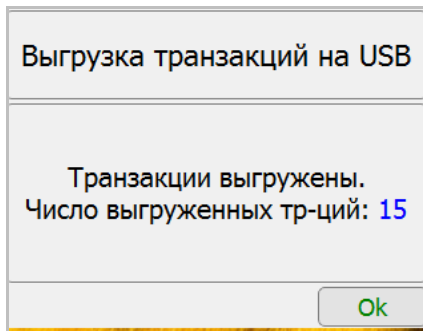 Выгрузка транзакций на USB
Транзакции выгружены.
Число выгруженных тр-ций: 15
Ok